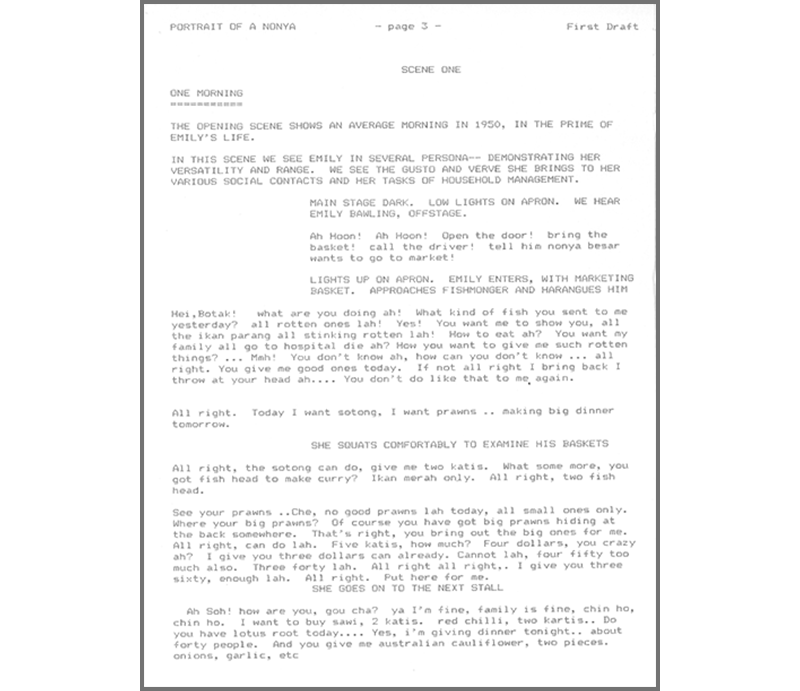 PORTRAIT OF A NONYA - page 3 - First Draft
SCENE ONE
ONE MORNING
===========
THE OPENING SCENE SHOWS AN AVERAGE MORNING IN 1950, IN THE PRIME OF
EMILY'S LIFE.
IN THIS SCENE WE SEE EMILY IN SEVERAL PERSONA-- DEMONSTRATING HER
VERSATILITY AND RANGE. WE SEE THE GUSTO AND VERVE SHE BRINGS TO HER
VARIOUS SOCIAL CONTACTS AND HER TASKS OF HOUSEHOLD MANAGEMENT.
MAIN STAGE DARK. LOW LIGHTS ON APRON. WE HEAR
EMILY BAWLING, OFFSTAGE.
Ah Hoon! Ah Hoon! Open the door! bring the
basket! call the driver! tell him nonya besar
wants to go to market!
LIGHTS UP ON APRON. EMILY ENTERS, WITH MARKETING
BASKET. APPROACHES FISHMONGER AND HARANGUES HIM
Hei,Botak! what are you doing ah! What kind of fish you sent to me
yesterday? all rotten ones lah! Yes! You want me to show you, all
the ikan parang all stinking rotten lah! How to eat ah? You want my
family all go to hospital die ah? How you want to give me such rotten
things? ... Mmh! You don't know ah, how can you don't know ... all
right. You give me good ones today. If not all right I bring back I
throw at your head ah.... You don't do like that to me again.
All right. Today I want sotong, I want prawns .. making big dinner
tomorrow.
SHE SQUATS COMFORTABLY TO EXAMINE HIS BASKETS
All right, the sotong can do, give me two katis. What some more, you
got fish head to make curry? Ikan merah only. All right, two fish
head.
See your prawns ..Che, no good prawns lah today, all small ones only.
Where your big prawns? Of course you have got big prawns hiding at
the back somewhere. That's right, you bring out the big ones for me.
All right, can do lah. Five katis, how much? Four dollars, you crazy
ah? I give you three dollars can already. Cannot lah, four fifty too
much also. Three forty lah. All right all right,. I give you three
sixty, enough lah. All right. Put here for me.
SHE GOES ON TO THE NEXT STALL
Ah Soh! how are you, gou cha? ya I'm fine, family is fine, chin ho,
chin ho. I want to buy sawi, 2 katis. red chilli, two kartis.. Do
you have lotus root today.... Yes, i'm giving dinner tonight.. about
forty people. And you give me australian cauliflower, two pieces.
onions, garlic, etc